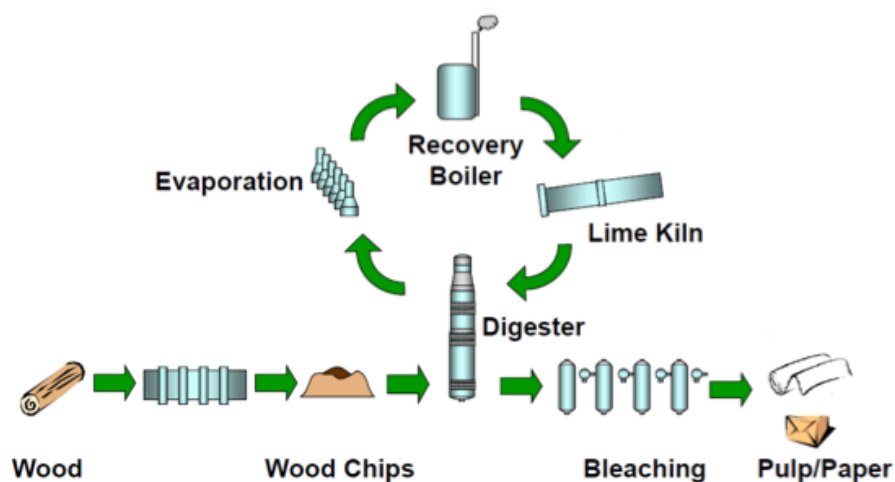 Recovery
Boiler
Evaporation
Lime Kiln
Digester
Wood
Wood Chips
Bleaching
Pulp/Paper